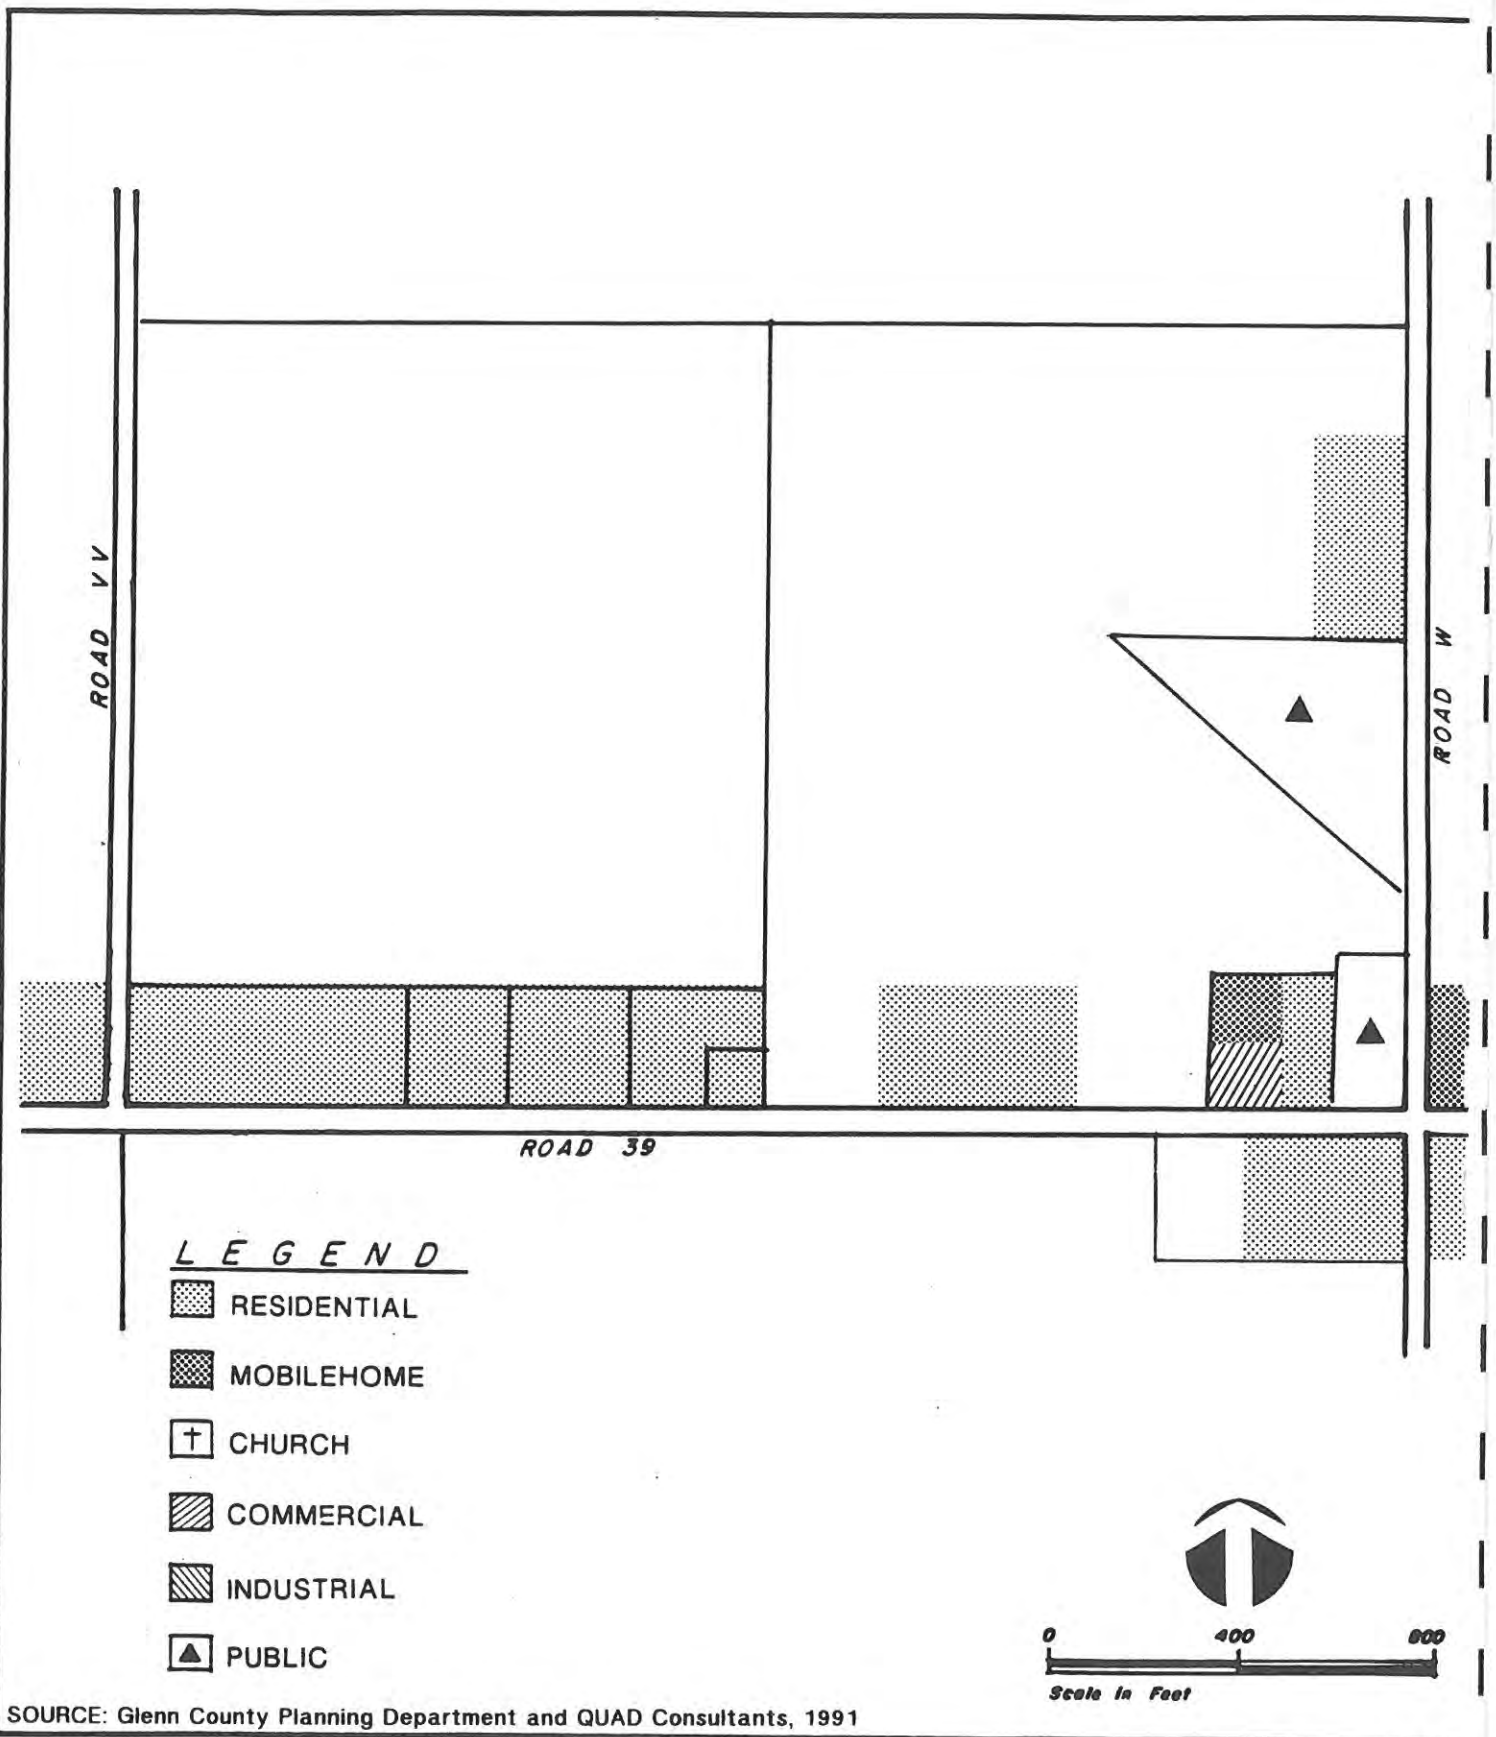 ROAD VV
ROAD W
ROAD 39
LEGEND
RESIDENTIAL
MOBILEHOME
CHURCH
COMMERCIAL
INDUSTRIAL
PUBLIC
0 400 800
Scale In Feet
SOURCE: Glenn County Planning Department and QUAD Consultants, 1991